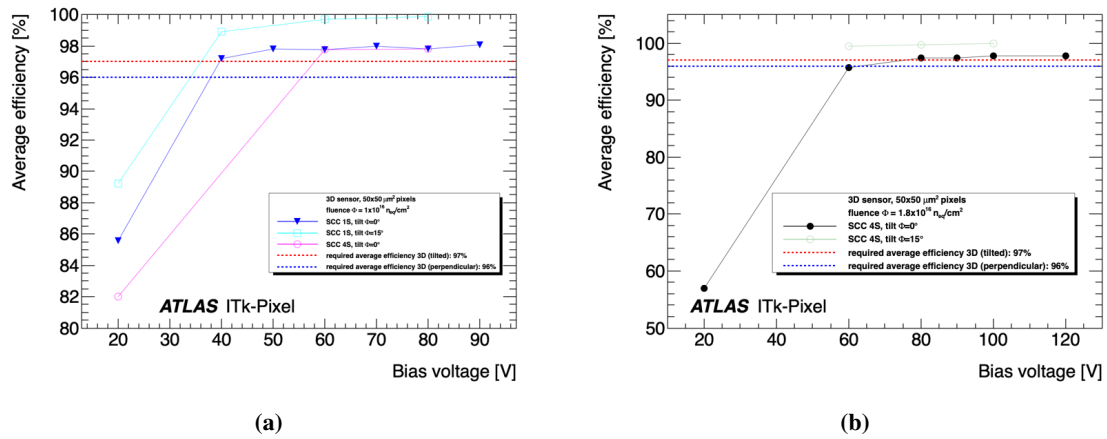 Average efficiency [%]
100
98
96
94
92
90
88
86
84
82
80
3D sensor, 50x50 μm² pixels
fluence Φ = 1x10¹⁶ nₑq/cm²
SCC 1S, tilt Φ=0°
SCC 1S, tilt Φ=15°
SCC 4S, tilt Φ=0°
required average efficiency 3D (tilted): 97%
required average efficiency 3D (perpendicular): 96%
ATLAS ITk-Pixel
20 30 40 50 60 70 80 90
Bias voltage [V]
(a)
Average efficiency [%]
100
90
80
70
60
50
3D sensor, 50x50 μm² pixels
fluence Φ = 1.8x10¹⁶ nₑq/cm²
SCC 4S, tilt Φ=0°
SCC 4S, tilt Φ=15°
required average efficiency 3D (tilted): 97%
required average efficiency 3D (perpendicular): 96%
ATLAS ITk-Pixel
20 40 60 80 100 120
Bias voltage [V]
(b)